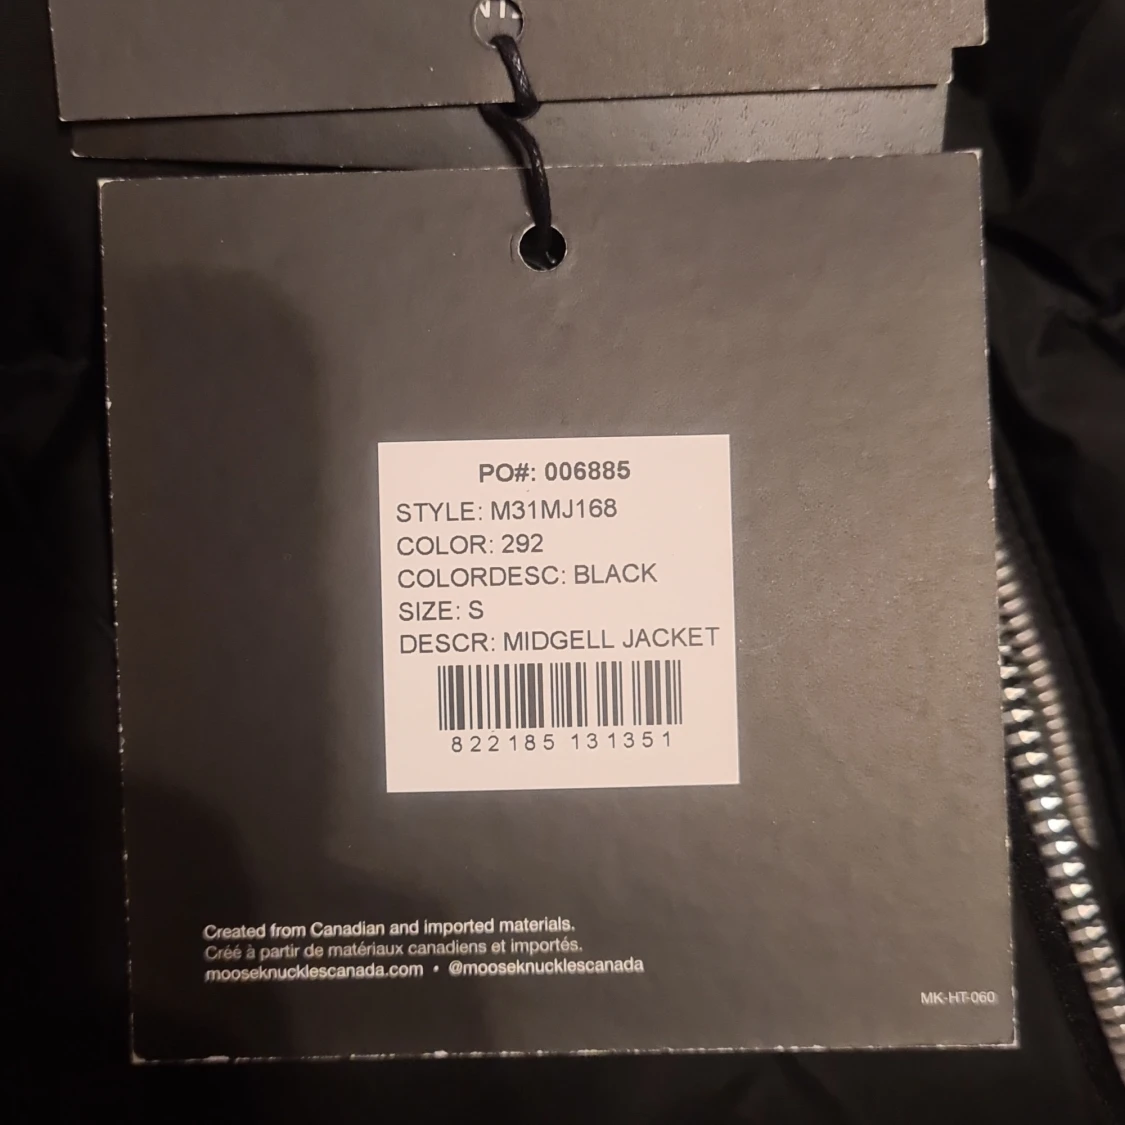 PO#: 006885
STYLE: M31MJ168
COLOR: 292
COLORDESC: BLACK
SIZE: S
DESCR: MIDGELL JACKET
822185 131351
Created from Canadian and imported materials.
Créé à partir de matériaux canadiens et importés.
mooseknucklescanada.com • @mooseknucklescanada
MK-HT-060